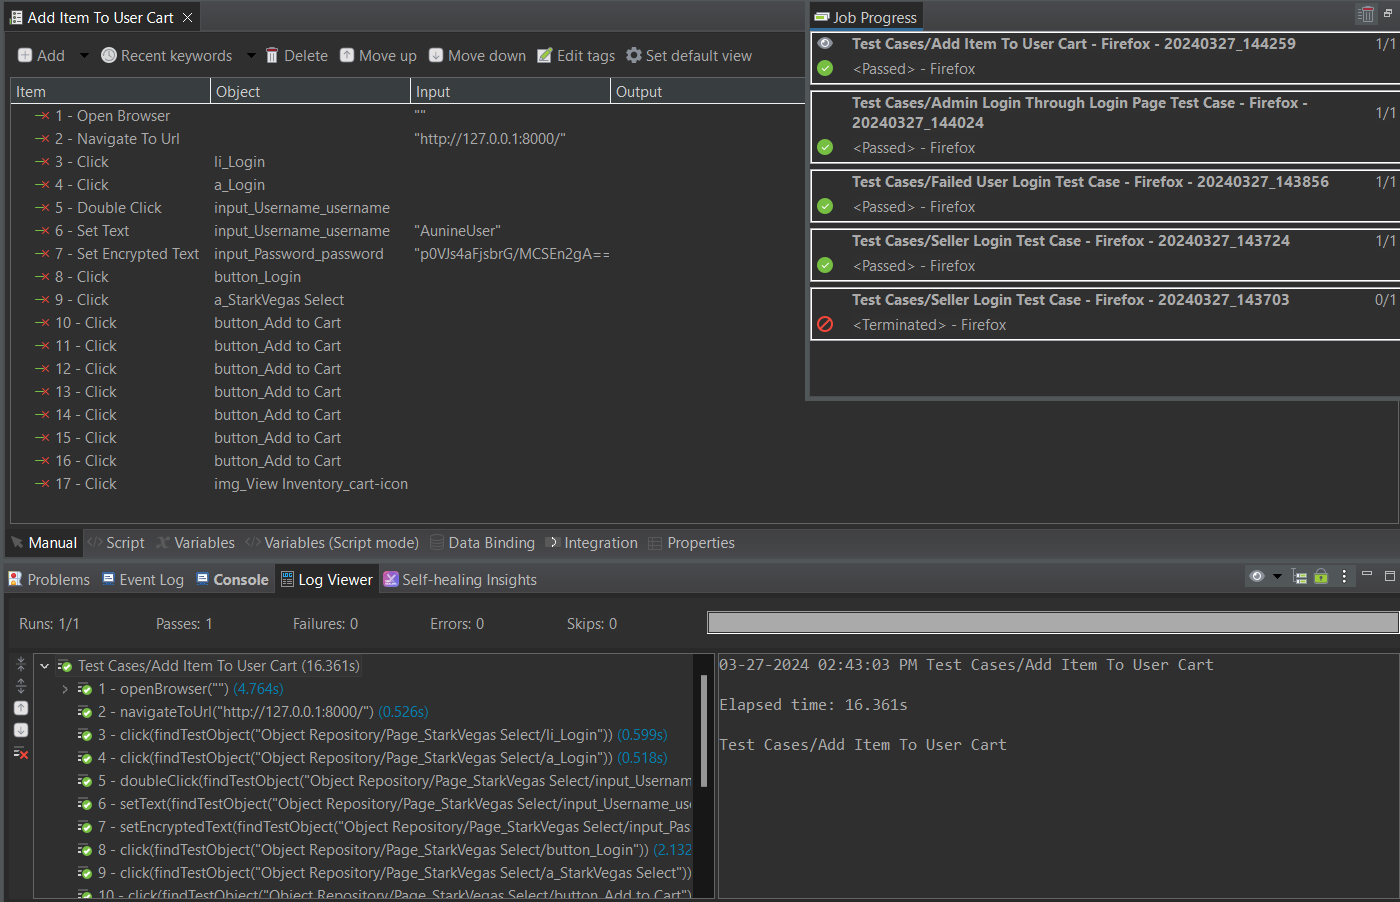 Add Item To User Cart
Add Recent keywords Delete Move up Move down Edit tags Set default view
Item Object Input Output
1 - Open Browser ""
2 - Navigate To Url "http://127.0.0.1:8000/"
3 - Click li_Login
4 - Click a_Login
5 - Double Click input_Username_username
6 - Set Text input_Username_username "AunineUser"
7 - Set Encrypted Text input_Password_password "p0VJs4aFjsbrG/MCSEn2gA==
8 - Click button_Login
9 - Click a_StarkVegas Select
10 - Click button_Add to Cart
11 - Click button_Add to Cart
12 - Click button_Add to Cart
13 - Click button_Add to Cart
14 - Click button_Add to Cart
15 - Click button_Add to Cart
16 - Click button_Add to Cart
17 - Click img_View Inventory_cart-icon
Job Progress
Test Cases/Add Item To User Cart - Firefox - 20240327_144259 1/1
<Passed> - Firefox
Test Cases/Admin Login Through Login Page Test Case - Firefox -
20240327_144024 1/1
<Passed> - Firefox
Test Cases/Failed User Login Test Case - Firefox - 20240327_143856 1/1
<Passed> - Firefox
Test Cases/Seller Login Test Case - Firefox - 20240327_143724 1/1
<Passed> - Firefox
Test Cases/Seller Login Test Case - Firefox - 20240327_143703 0/1
<Terminated> - Firefox
Manual Script Variables Variables (Script mode) Data Binding Integration Properties
Problems Event Log Console Log Viewer Self-healing Insights
Runs: 1/1 Passes: 1 Failures: 0 Errors: 0 Skips: 0
Test Cases/Add Item To User Cart (16.361s)
1 - openBrowser("") (4.764s)
2 - navigateToUrl("http://127.0.0.1:8000/") (0.526s)
3 - click(findTestObject("Object Repository/Page_StarkVegas Select/li_Login")) (0.599s)
4 - click(findTestObject("Object Repository/Page_StarkVegas Select/a_Login")) (0.518s)
5 - doubleClick(findTestObject("Object Repository/Page_StarkVegas Select/input_Usernam
6 - setText(findTestObject("Object Repository/Page_StarkVegas Select/input_Username_us
7 - setEncryptedText(findTestObject("Object Repository/Page_StarkVegas Select/input_Pas
8 - click(findTestObject("Object Repository/Page_StarkVegas Select/button_Login")) (2.132
9 - click(findTestObject("Object Repository/Page_StarkVegas Select/a_StarkVegas Select"))
10 - click(findTestObject("Object Repository/Page_StarkVegas Select/button_Add to Cart")
03-27-2024 02:43:03 PM Test Cases/Add Item To User Cart
Elapsed time: 16.361s
Test Cases/Add Item To User Cart